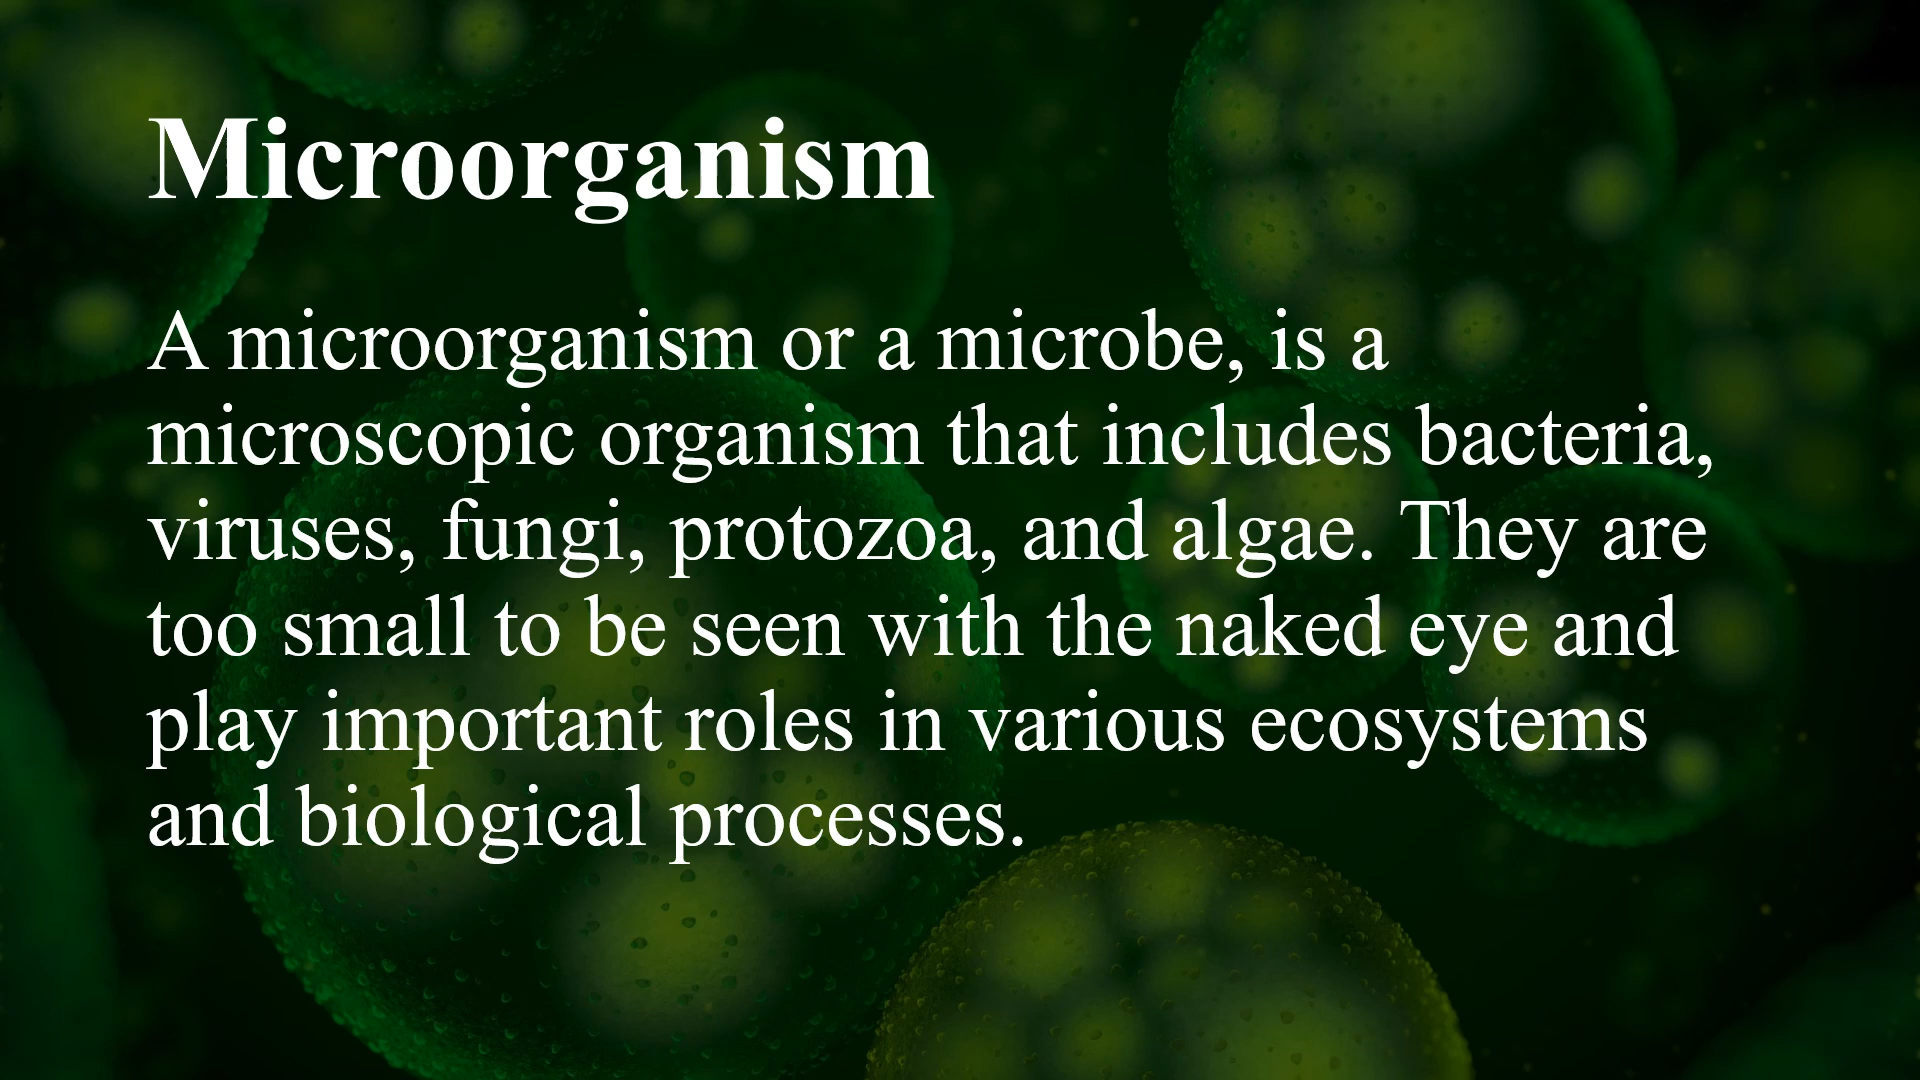 Microorganism
A microorganism or a microbe, is a
microscopic organism that includes bacteria,
viruses, fungi, protozoa, and algae. They are
too small to be seen with the naked eye and
play important roles in various ecosystems
and biological processes.